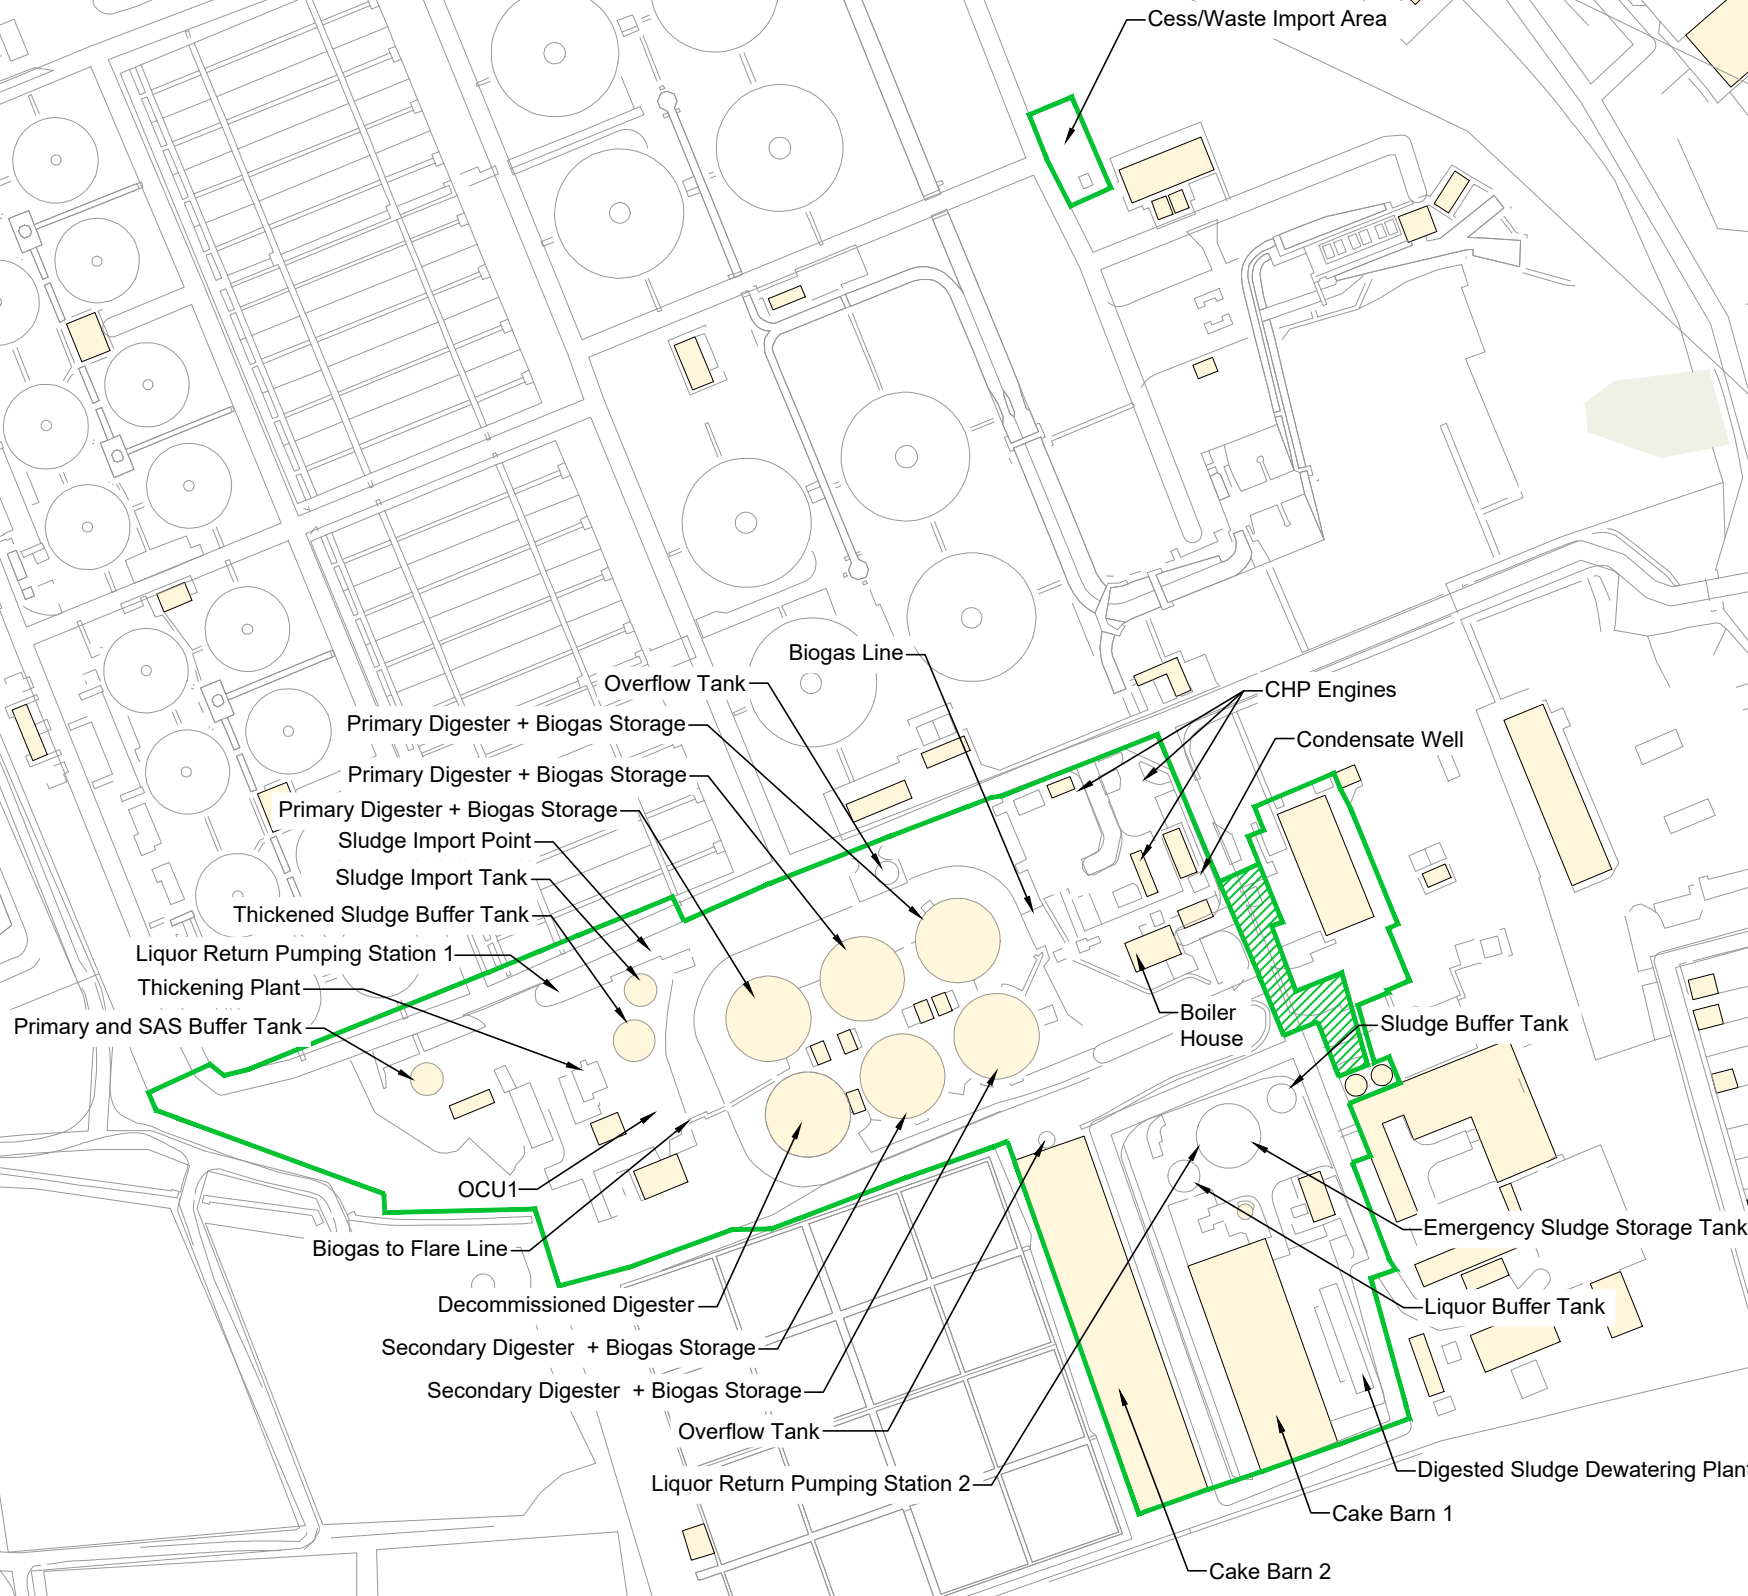 Cess/Waste Import Area
Biogas Line
Overflow Tank
CHP Engines
Primary Digester + Biogas Storage
Condensate Well
Primary Digester + Biogas Storage
Primary Digester + Biogas Storage
Sludge Import Point
Sludge Import Tank
Thickened Sludge Buffer Tank
Liquor Return Pumping Station 1
Thickening Plant
Primary and SAS Buffer Tank
Boiler
House
Sludge Buffer Tank
OCU1
Emergency Sludge Storage Tank
Biogas to Flare Line
Decommissioned Digester
Liquor Buffer Tank
Secondary Digester + Biogas Storage
Secondary Digester + Biogas Storage
Overflow Tank
Liquor Return Pumping Station 2
Digested Sludge Dewatering Plant
Cake Barn 1
Cake Barn 2